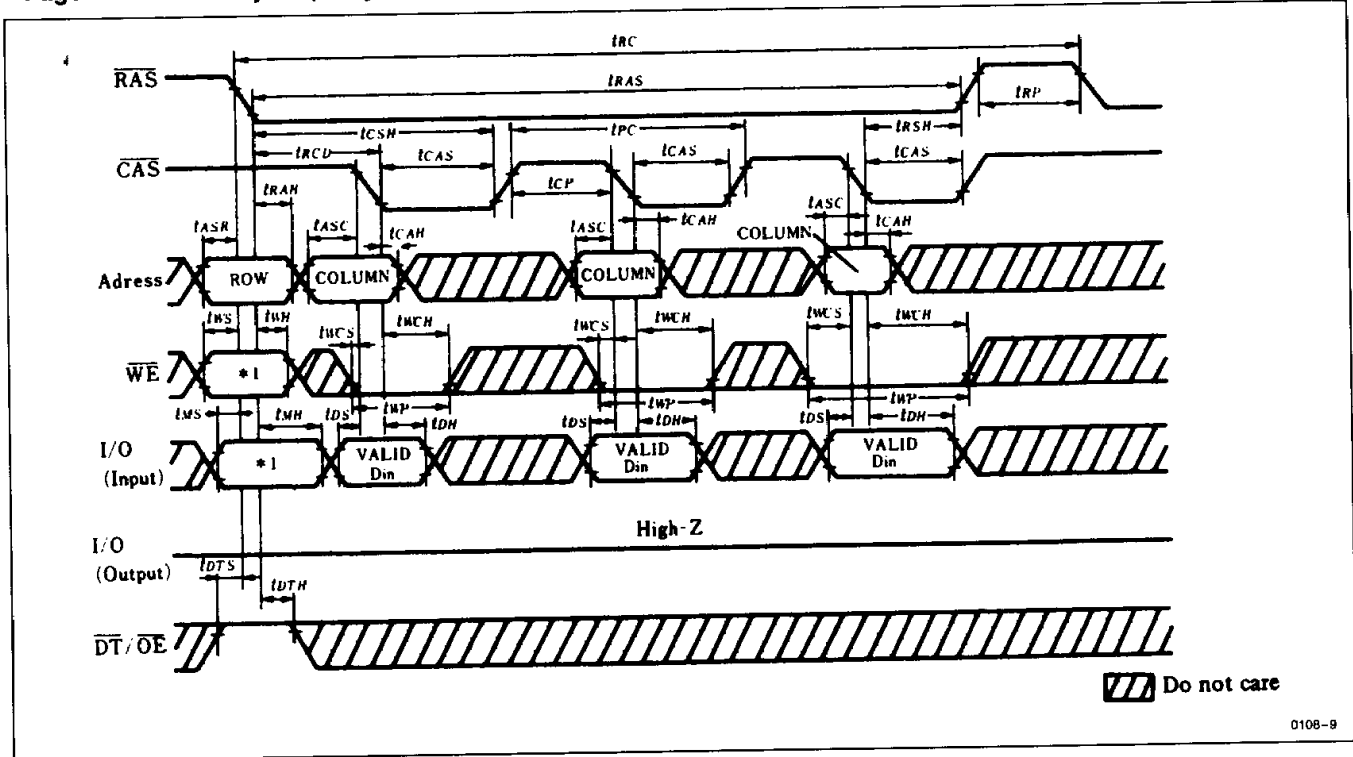 tRC
RAS
tRAS
tRP
tCSH
tPC
tRSH
tRCD
tCAS
tCAS
tCAS
CAS
tRAH
tCP
tASR
tASC
tCAH
tASC
tCAH
tASC
tCAH
COLUMN
Adress
ROW
COLUMN
COLUMN
tWS
tWH
tWCS
tWCH
tWCS
tWCH
tWCS
tWCH
WE
*1
tMS
tMH
tDS
tWP
tDH
tDS
tWP
tDH
tDS
tWP
tDH
I/O
(Input)
*1
VALID
Din
VALID
Din
VALID
Din
High-Z
I/O
(Output)
tDTS
tDTH
DT/OE
Do not care
0108-9